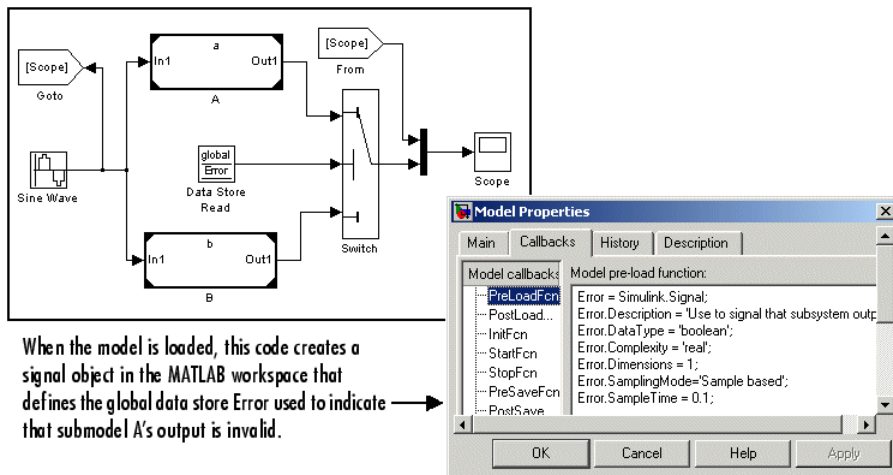 a
In1
Out1
A
[Scope]
Goto
[Scope]
From
Sine Wave
global
Error
Data Store
Read
Switch
Scope
b
In1
Out1
B
When the model is loaded, this code creates a
signal object in the MATLAB workspace that
defines the global data store Error used to indicate
that submodel A's output is invalid.
Model Properties
Main
Callbacks
History
Description
Model callbacks
PreLoadFcn
PostLoad...
InitFcn
StartFcn
StopFcn
PreSaveFcn
PostSave
Model pre-load function:
Error = Simulink.Signal;
Error.Description = 'Use to signal that subsystem outp
Error.DataType = 'boolean';
Error.Complexity = 'real';
Error.Dimensions = 1;
Error.SamplingMode='Sample based';
Error.SampleTime = 0.1;
OK
Cancel
Help
Apply